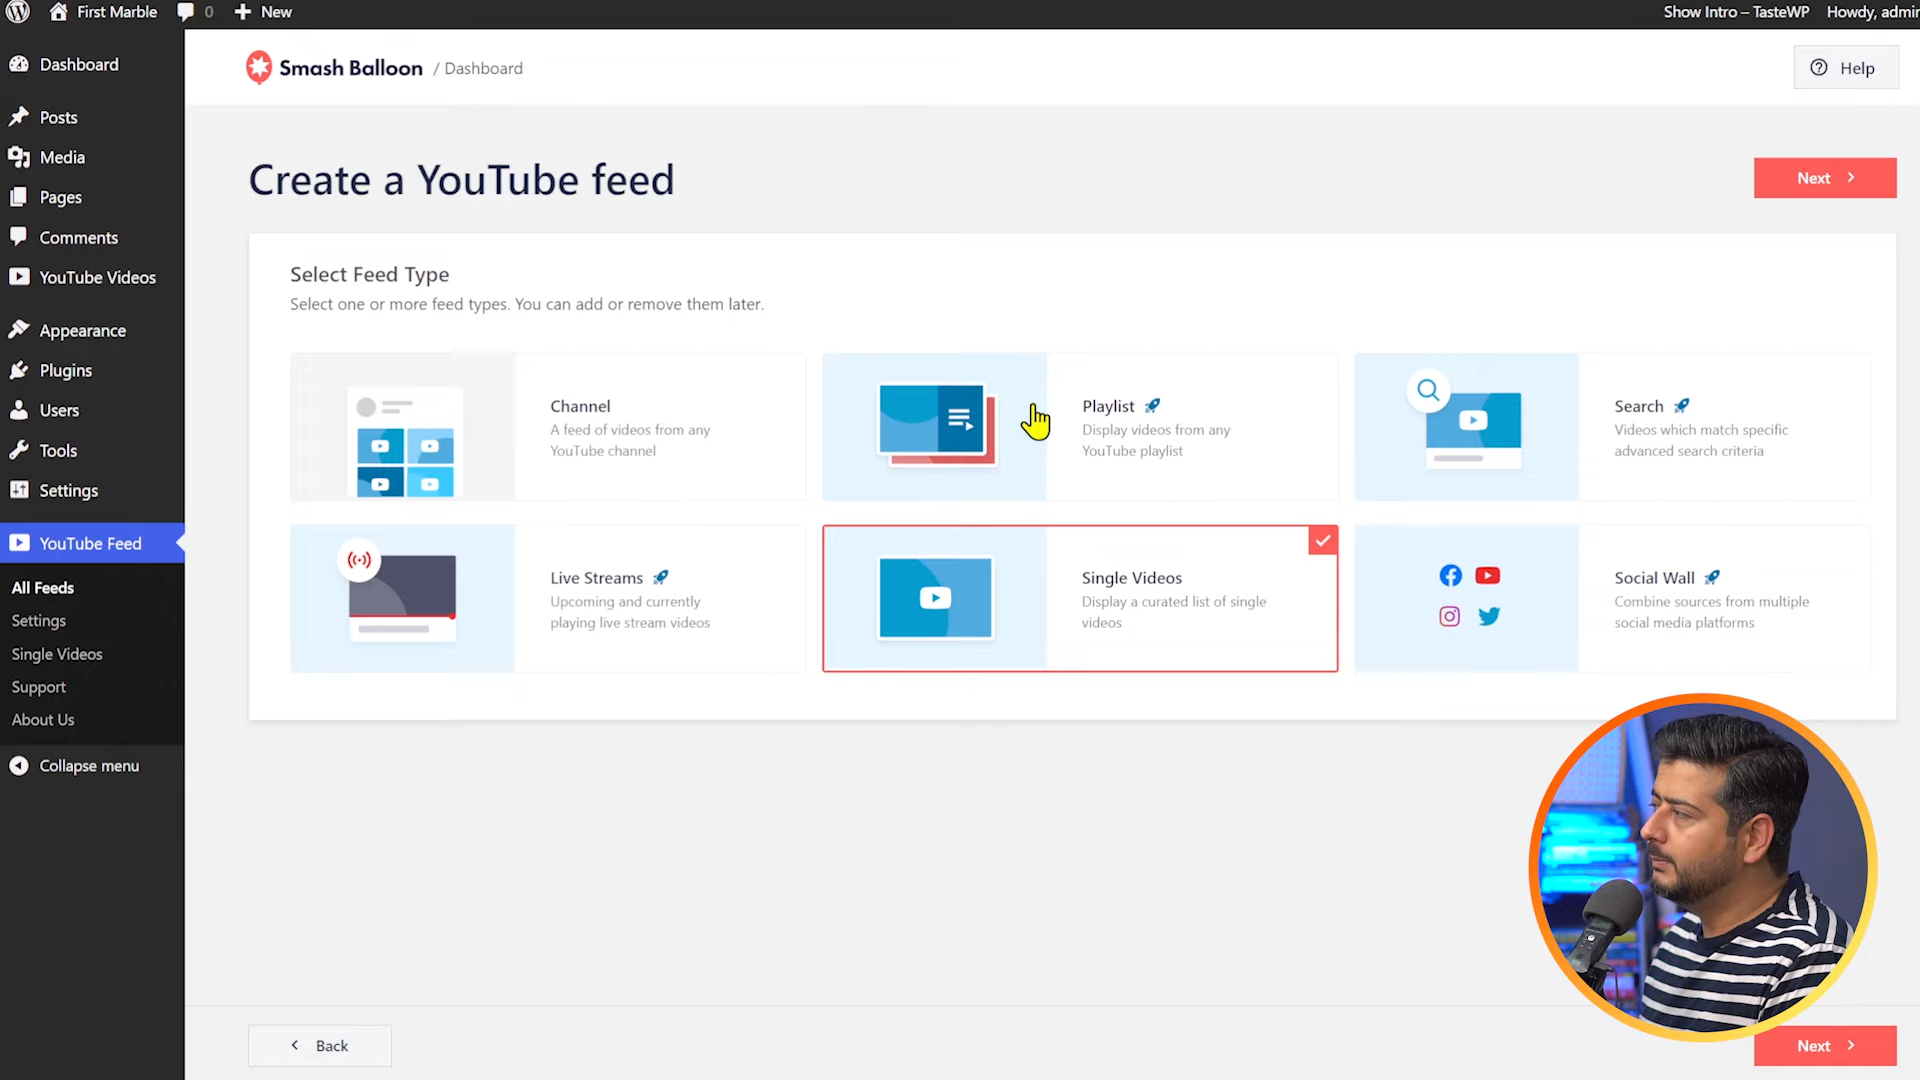 First Marble
0
New
Show Intro – TasteWP
Howdy, admin
Dashboard
Posts
Media
Pages
Comments
YouTube Videos
Appearance
Plugins
Users
Tools
Settings
YouTube Feed
All Feeds
Settings
Single Videos
Support
About Us
Collapse menu
Smash Balloon / Dashboard
Help
Create a YouTube feed
Next
Select Feed Type
Select one or more feed types. You can add or remove them later.
Channel
A feed of videos from any
YouTube channel
Playlist
Display videos from any
YouTube playlist
Search
Videos which match specific
advanced search criteria
Live Streams
Upcoming and currently
playing live stream videos
Single Videos
Display a curated list of single
videos
Social Wall
Combine sources from multiple
social media platforms
Back
Next